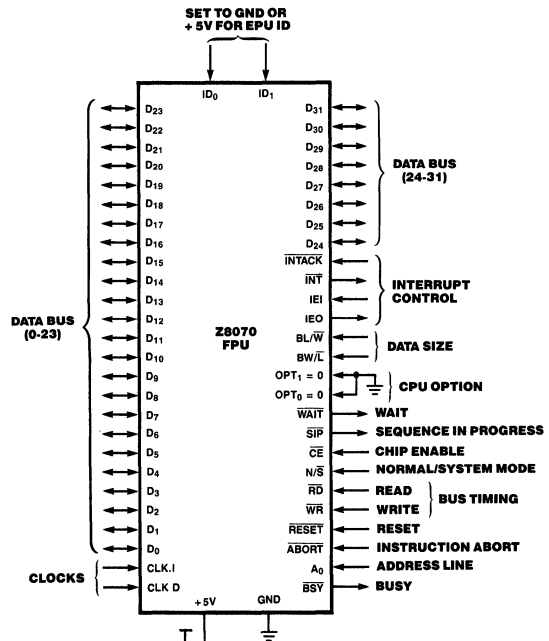 SET TO GND OR
+ 5V FOR EPU ID
ID0 ID1
D23
D22
D21
D20
D19
D18
D17
D16
D15
D14
D13
D12
D11
D10
D9
D8
D7
D6
D5
D4
D3
D2
D1
D0
CLK.I
CLK D
DATA BUS
(0-23)
CLOCKS
Z8070
FPU
+5V GND
D31
D30
D29
D28
D27
D26
D25
D24
INTACK
INT
IEI
IEO
BL/W
BW/L
OPT1 = 0
OPT0 = 0
WAIT
SIP
CE
N/S
RD
WR
RESET
ABORT
A0
BSY
DATA BUS
(24-31)
INTERRUPT
CONTROL
DATA SIZE
CPU OPTION
WAIT
SEQUENCE IN PROGRESS
CHIP ENABLE
NORMAL/SYSTEM MODE
READ
WRITE
BUS TIMING
RESET
INSTRUCTION ABORT
ADDRESS LINE
BUSY